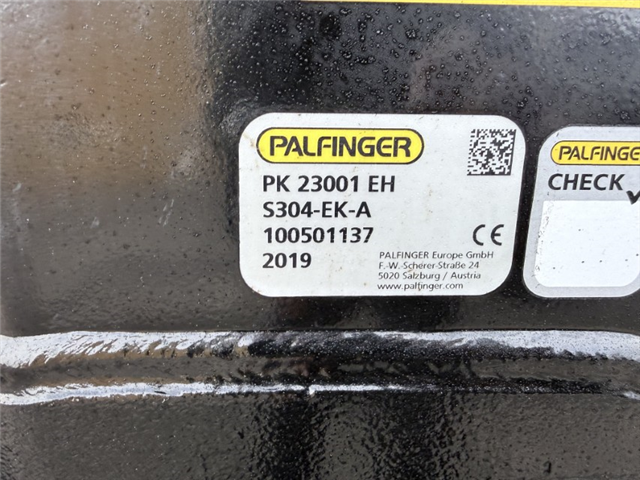 PALFINGER
PK 23001 EH
S304-EK-A
100501137
2019
CE
PALFINGER Europe GmbH
F.-W.-Scherer-Straße 24
5020 Salzburg / Austria
www.palfinger.com
PALFINGE
CHECK